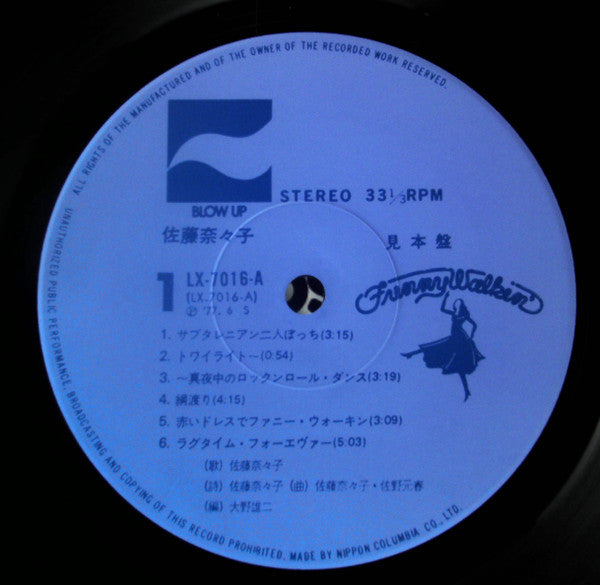 ALL RIGHTS OF THE MANUFACTURER AND OF THE OWNER OF THE RECORDED WORK RESERVED.
UNAUTHORIZED PUBLIC PERFORMANCE, BROADCASTING AND COPYING OF THIS RECORD PROHIBITED. MADE BY NIPPON COLUMBIA CO., LTD.
BLOW UP
STEREO 33 1/3 RPM
佐藤奈々子
見本盤
1
LX-7016-A
(LX-7016-A)
Ⓟ '77. 6 S
Funny Walkin'
1. サブタレニアン二人ぼっち(3:15)
2. トワイライト〜(0:54)
3. 〜真夜中のロックンロール・ダンス(3:19)
4. 綱渡り(4:15)
5. 赤いドレスでファニー・ウォーキン(3:09)
6. ラグタイム・フォーエヴァー(5:03)
(歌) 佐藤奈々子
(詩) 佐藤奈々子 (曲) 佐藤奈々子・佐野元春
(編) 大野雄二